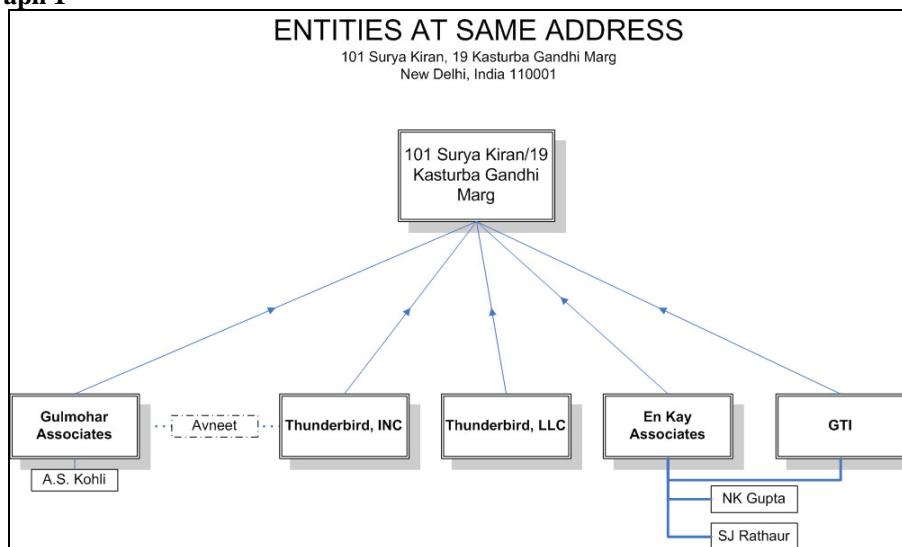 aph 1
ENTITIES AT SAME ADDRESS
101 Surya Kiran, 19 Kasturba Gandhi Marg
New Delhi, India 110001
101 Surya Kiran/19
Kasturba Gandhi
Marg
Gulmohar
Associates
Avneet
Thunderbird, INC
Thunderbird, LLC
En Kay
Associates
GTI
A.S. Kohli
NK Gupta
SJ Rathaur